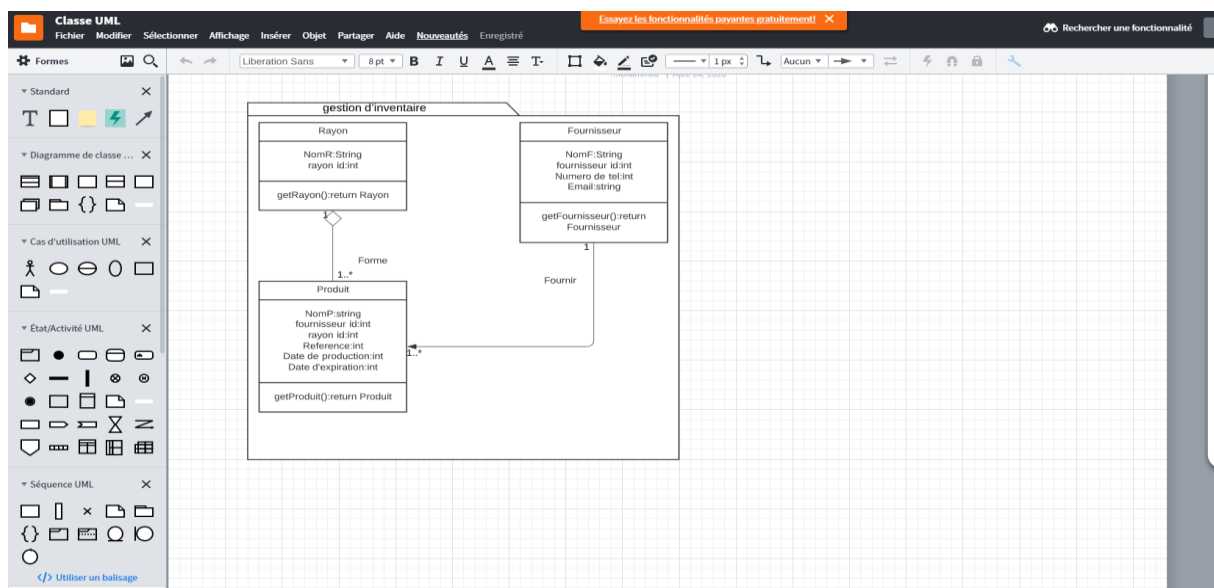 Classe UML
Essayez les fonctionnalités payantes gratuitement!
Fichier Modifier Sélectionner Affichage Insérer Objet Partager Aide Nouveautés Enregistré
Rechercher une fonctionnalité
Formes
Liberation Sans
8 pt
B I U A T
1 px
Aucun
Standard
T
Diagramme de classe ...
Cas d'utilisation UML
État/Activité UML
Séquence UML
Utiliser un balisage
gestion d'inventaire
Rayon
NomR:String
rayon id:int
getRayon():return Rayon
1
Forme
1..*
Fournisseur
NomF:String
fournisseur id:int
Numero de tel:int
Email:string
getFournisseur():return
Fournisseur
1
Fournir
1..*
Produit
NomP:string
fournisseur id:int
rayon id:int
Reference:int
Date de production:int
Date d'expiration:int
getProduit():return Produit